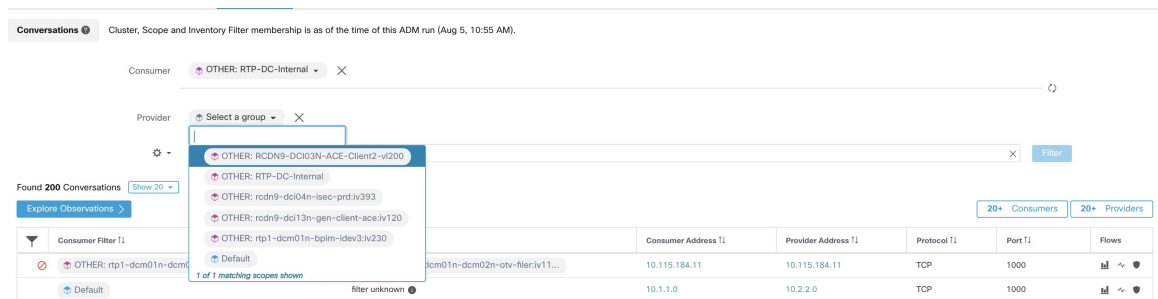 Conversations Cluster, Scope and Inventory Filter membership is as of the time of this ADM run (Aug 5, 10:55 AM).
Consumer OTHER: RTP-DC-Internal
Provider Select a group
OTHER: RCDN9-DCI03N-ACE-Client2-vl200
Filter
OTHER: RTP-DC-Internal
OTHER: rcdn9-dci04n-isec-prd:iv393
OTHER: rcdn9-dci13n-gen-client-ace:iv120
OTHER: rtp1-dcm01n-bpim-idev3:iv230
Default
1 of 1 matching scopes shown
Found 200 Conversations Show 20
Explore Observations
20+ Consumers 20+ Providers
Consumer Filter Consumer Address Provider Address Protocol Port Flows
OTHER: rtp1-dcm01n-dcm0 dcm01n-dcm02n-otv-filer:iv11... 10.115.184.11 10.115.184.11 TCP 1000
Default filter unknown 10.1.1.0 10.2.2.0 TCP 1000